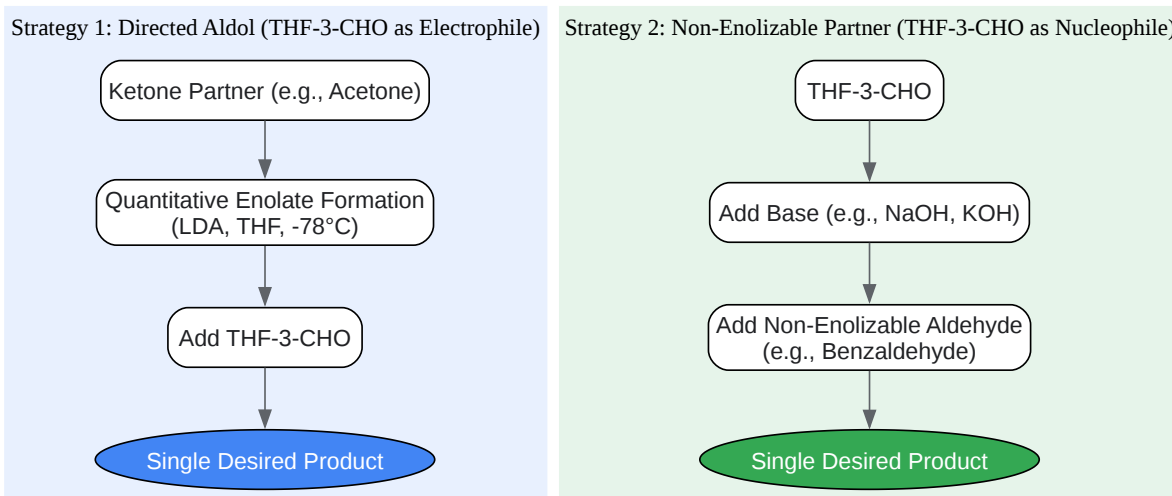 Strategy 1: Directed Aldol (THF-3-CHO as Electrophile)
Ketone Partner (e.g., Acetone)
Quantitative Enolate Formation
(LDA, THF, -78°C)
Add THF-3-CHO
Single Desired Product
Strategy 2: Non-Enolizable Partner (THF-3-CHO as Nucleophile)
THF-3-CHO
Add Base (e.g., NaOH, KOH)
Add Non-Enolizable Aldehyde
(e.g., Benzaldehyde)
Single Desired Product